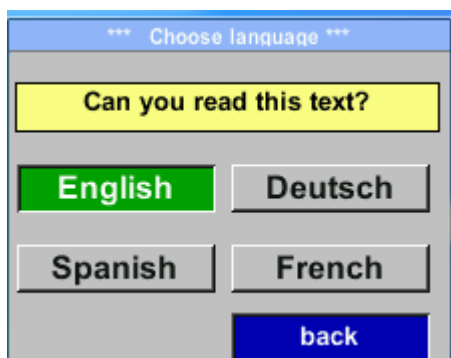 *** Choose language ***
Can you read this text?
English Deutsch
Spanish French
back